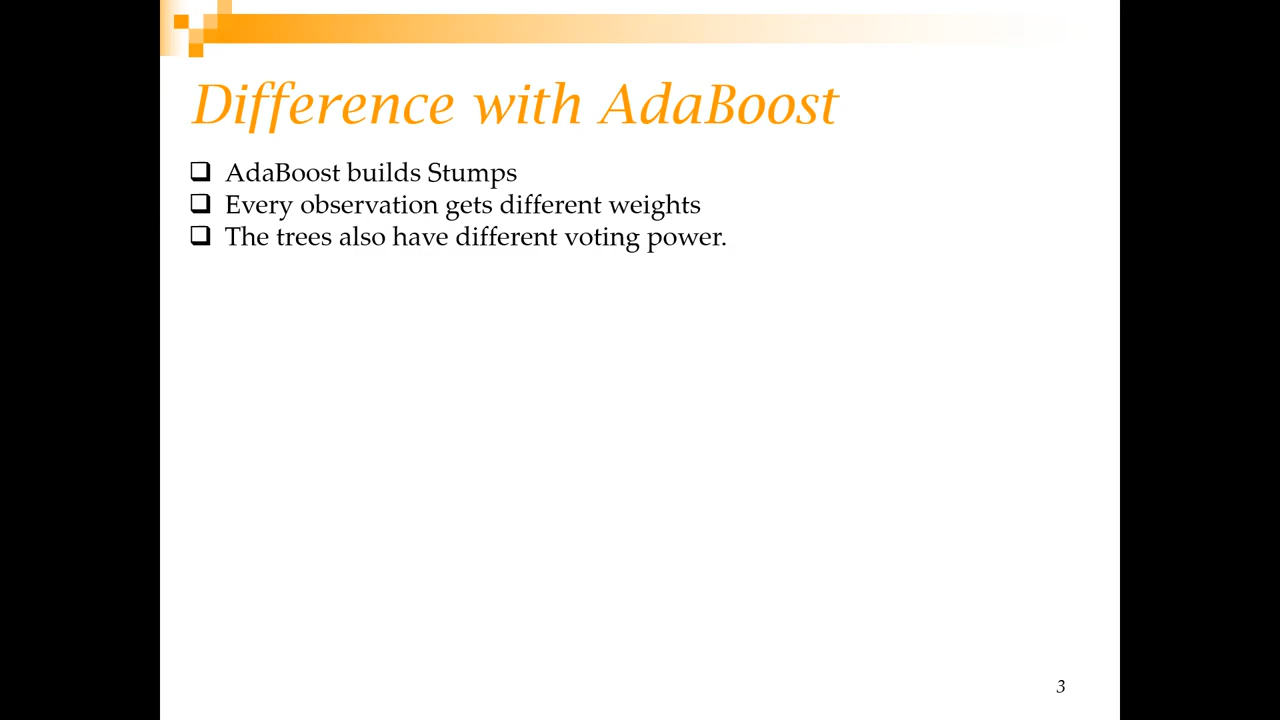 Difference with AdaBoost
❑ AdaBoost builds Stumps
❑ Every observation gets different weights
❑ The trees also have different voting power.
3